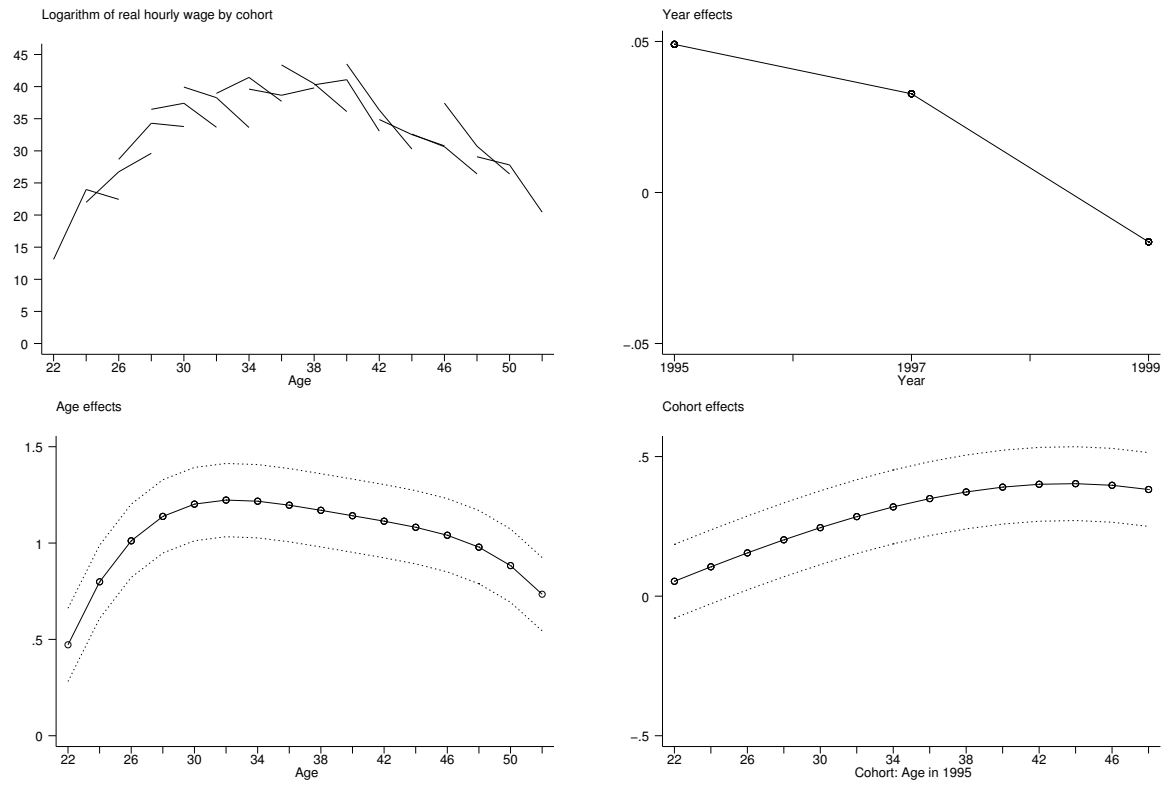 Logarithm of real hourly wage by cohort
45
40
35
30
25
20
15
10
5
0
22 26 30 34 38 42 46 50
Age
Year effects
.05
0
−.05
1995 1997 1999
Year
Age effects
1.5
1
.5
0
22 26 30 34 38 42 46 50
Age
Cohort effects
.5
0
−.5
22 26 30 34 38 42 46
Cohort: Age in 1995